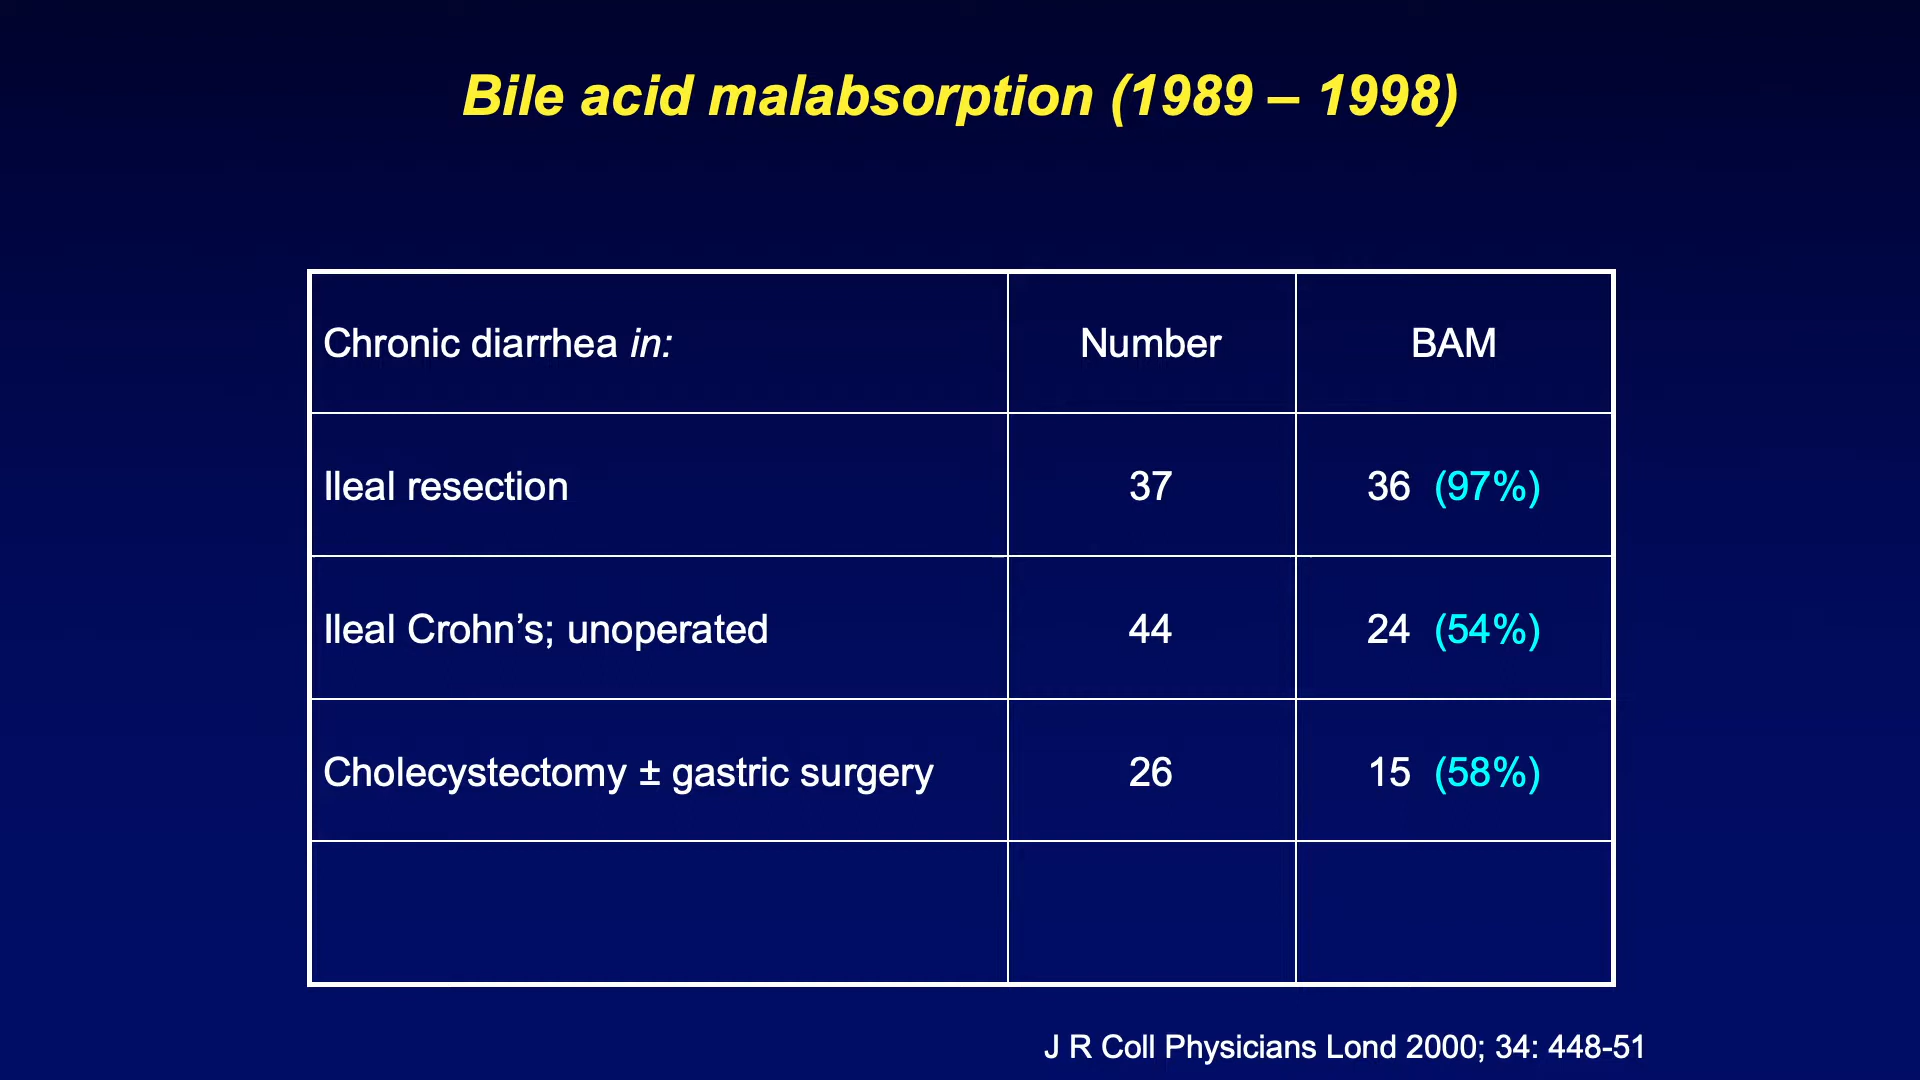 Bile acid malabsorption (1989 – 1998)
Chronic diarrhea in: Number BAM
Ileal resection 37 36 (97%)
Ileal Crohn’s; unoperated 44 24 (54%)
Cholecystectomy ± gastric surgery 26 15 (58%)
J R Coll Physicians Lond 2000; 34: 448-51